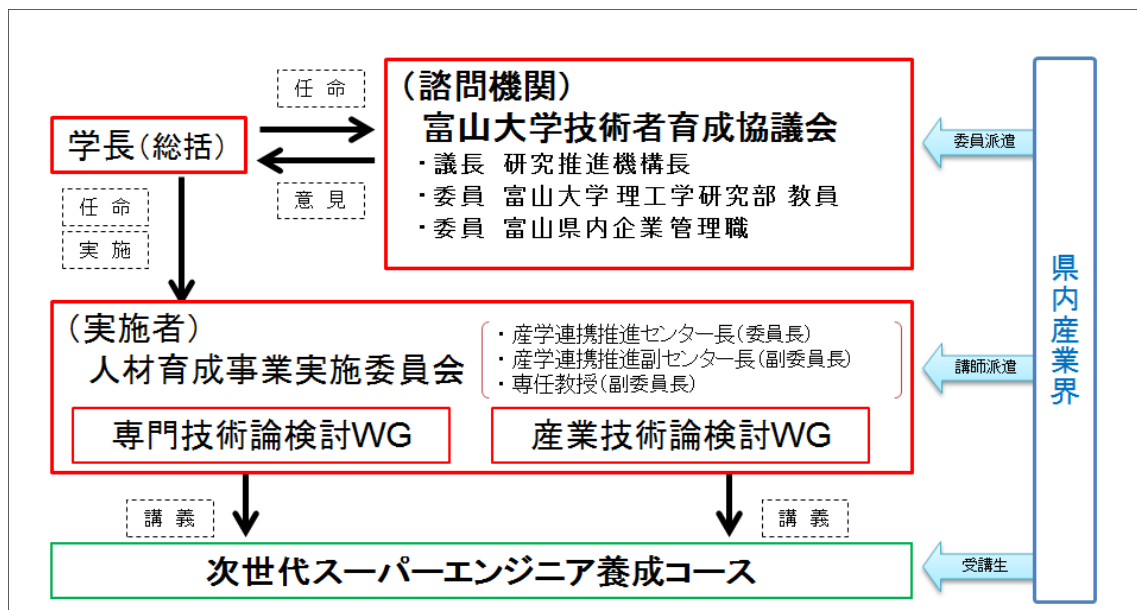 任 命
(諮問機関)
富山大学技術者育成協議会
・議長 研究推進機構長
・委員 富山大学 理工学研究部 教員
・委員 富山県内企業管理職
学長(総括)
意 見
任 命
実 施
委員派遣
県内産業界
(実施者)
人材育成事業実施委員会
・産学連携推進センター長(委員長)
・産学連携推進副センター長(副委員長)
・専任教授(副委員長)
講師派遣
専門技術論検討WG
産業技術論検討WG
講 義
講 義
次世代スーパーエンジニア養成コース
受講生